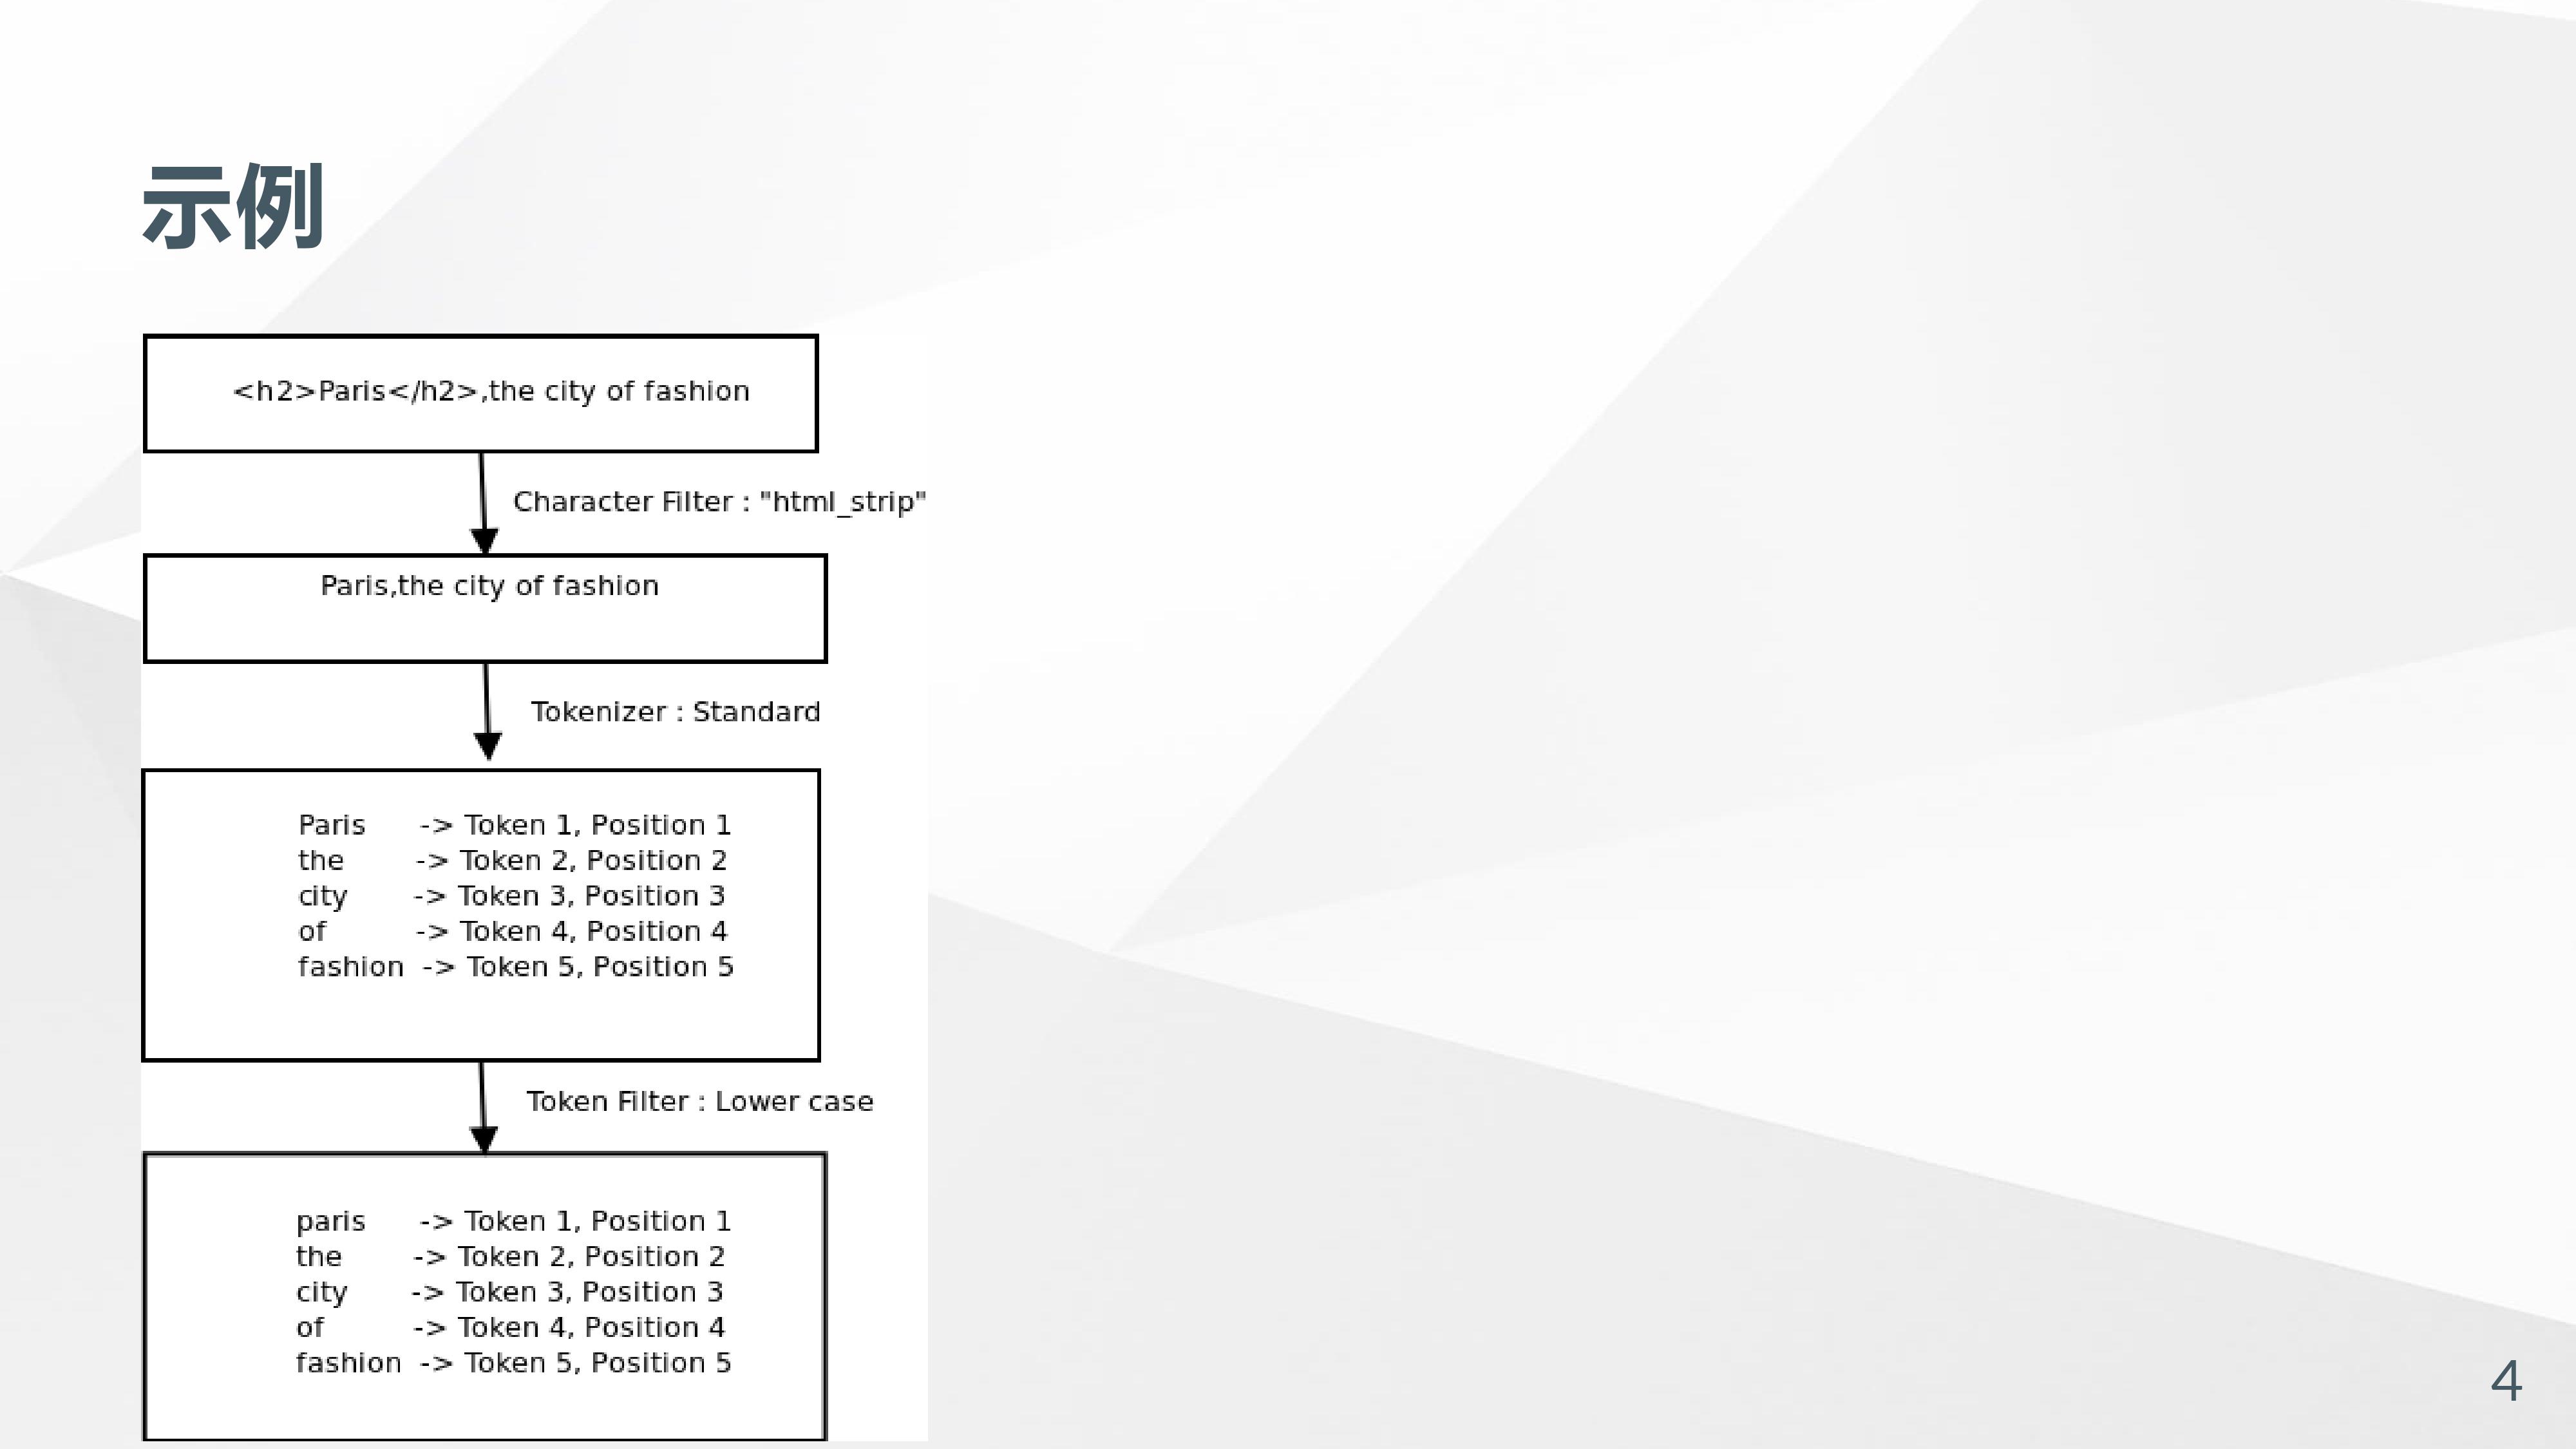 示例
<h2>Paris</h2>,the city of fashion
Character Filter : "html_strip"
Paris,the city of fashion
Tokenizer : Standard
Paris -> Token 1, Position 1
the -> Token 2, Position 2
city -> Token 3, Position 3
of -> Token 4, Position 4
fashion -> Token 5, Position 5
Token Filter : Lower case
paris -> Token 1, Position 1
the -> Token 2, Position 2
city -> Token 3, Position 3
of -> Token 4, Position 4
fashion -> Token 5, Position 5
4